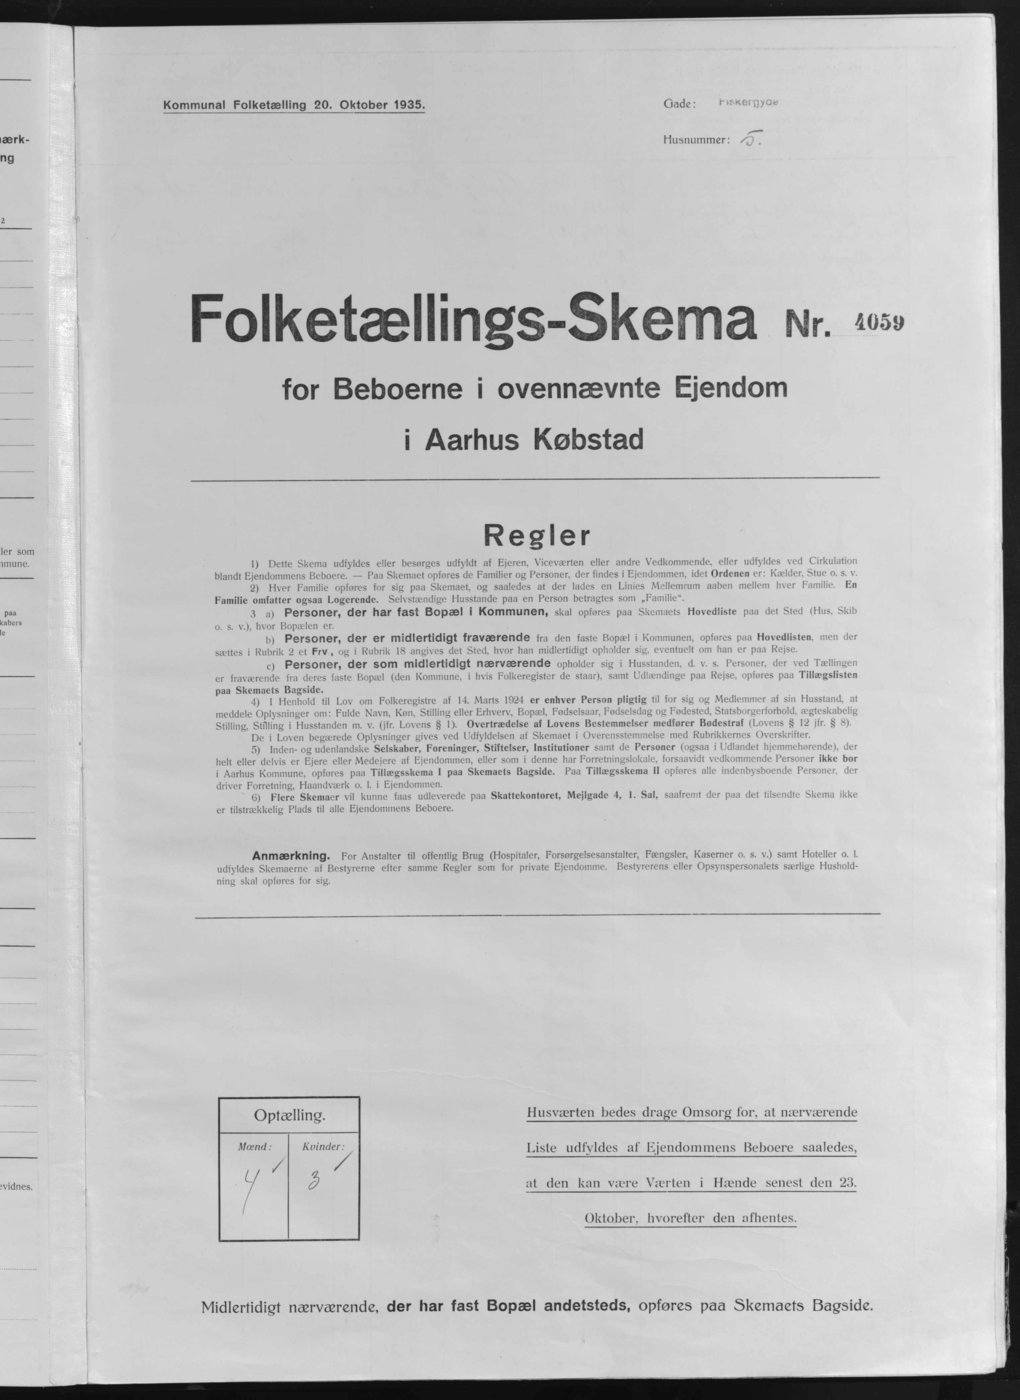 Kommunal Folketælling 20. Oktober 1935.
Gade: Fiskergyde
Husnummer: 5.
Folketællings-Skema Nr. 4059
for Beboerne i ovennævnte Ejendom
i Aarhus Købstad
Regler
1) Dette Skema udfyldes eller besørges udfyldt af Ejeren, Viceværten eller andre Vedkommende, eller udfyldes ved Cirkulation
blandt Ejendommens Beboere. — Paa Skemaet opføres de Familier og Personer, der findes i Ejendommen, idet Ordenen er: Kælder, Stue o. s. v.
2) Hver Familie opføres for sig paa Skemaet, og saaledes at der lades en Linies Mellemrum aaben mellem hver Familie. En
Familie omfatter ogsaa Logerende. Selvstændige Husstande paa en Person betragtes som „Familie“.
3 a) Personer, der har fast Bopæl i Kommunen, skal opføres paa Skemaets Hovedliste paa det Sted (Hus, Skib
o. s. v.), hvor Bopælen er.
b) Personer, der er midlertidigt fraværende fra den faste Bopæl i Kommunen, opføres paa Hovedlisten, men der
sættes i Rubrik 2 et Frv., og i Rubrik 18 angives det Sted, hvor han midlertidigt opholder sig, eventuelt om han er paa Rejse.
c) Personer, der som midlertidigt nærværende opholder sig i Husstanden, d. v. s. Personer, der ved Tællingen
er fraværende fra deres faste Bopæl (den Kommune, i hvis Folkeregister de staar), samt Udlændinge paa Rejse, opføres paa Tillægslisten
paa Skemaets Bagside.
4) I Henhold til Lov om Folkeregistre af 14. Marts 1924 er enhver Person pligtig til for sig og Medlemmer af sin Husstand, at
meddele Oplysninger om: Fulde Navn, Køn, Stilling eller Erhverv, Bopæl, Fødselsaar, Fødselsdag og Fødested, Statsborgerforhold, ægteskabelig
Stilling, Stilling i Husstanden m. v. (jfr. Lovens § 1). Overtrædelse af Lovens Bestemmelser medfører Bødestraf (Lovens § 12 jfr. § 8).
De i Loven begærede Oplysninger gives ved Udfyldelsen af Skemaet i Overensstemmelse med Rubrikkernes Overskrifter.
5) Inden- og udenlandske Selskaber, Foreninger, Stiftelser, Institutioner samt de Personer (ogsaa i Udlandet hjemmehørende), der
helt eller delvis er Ejere eller Medejere af Ejendommen, eller som i denne har Forretningslokale, forsaavidt vedkommende Personer ikke bor
i Aarhus Kommune, opføres paa Tillægsskema I paa Skemaets Bagside. Paa Tillægsskema II opføres alle indenbysboende Personer, der
driver Forretning, Haandværk o. l. i Ejendommen.
6) Flere Skemaer vil kunne faas udleverede paa Skattekontoret, Mejlgade 4, 1. Sal, saafremt der paa det tilsendte Skema ikke
er tilstrækkelig Plads til alle Ejendommens Beboere.
Anmærkning. For Anstalter til offentlig Brug (Hospitaler, Forsørgelsesanstalter, Fængsler, Kaserner o. s. v.) samt Hoteller o. l.
udfyldes Skemaerne af Bestyrerne efter samme Regler som for private Ejendomme. Bestyrerens eller Opsynspersonalets særlige Hushold-
ning skal opføres for sig.
Optælling.
Mænd: Kvinder:
4 3
Husværten bedes drage Omsorg for, at nærværende
Liste udfyldes af Ejendommens Beboere saaledes,
at den kan være Værten i Hænde senest den 23.
Oktober, hvorefter den afhentes.
Midlertidigt nærværende, der har fast Bopæl andetsteds, opføres paa Skemaets Bagside.